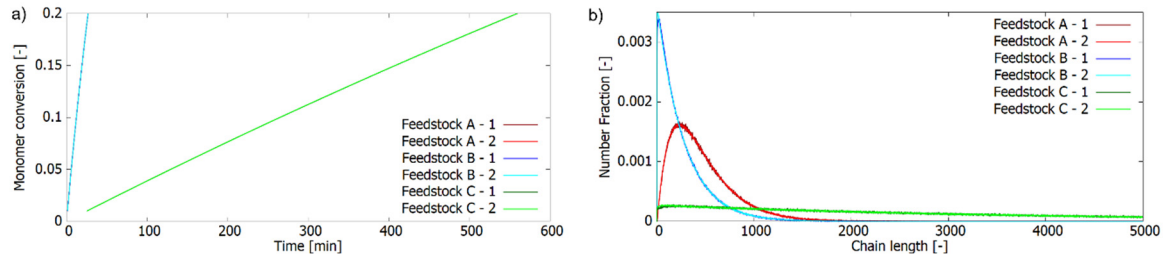 a)
0.2
0.15
0.1
0.05
0
Monomer conversion [-]
Feedstock A - 1
Feedstock A - 2
Feedstock B - 1
Feedstock B - 2
Feedstock C - 1
Feedstock C - 2
0 100 200 300 400 500 600
Time [min]
b)
0.003
0.002
0.001
0
Number Fraction [-]
Feedstock A - 1
Feedstock A - 2
Feedstock B - 1
Feedstock B - 2
Feedstock C - 1
Feedstock C - 2
0 1000 2000 3000 4000 5000
Chain length [-]